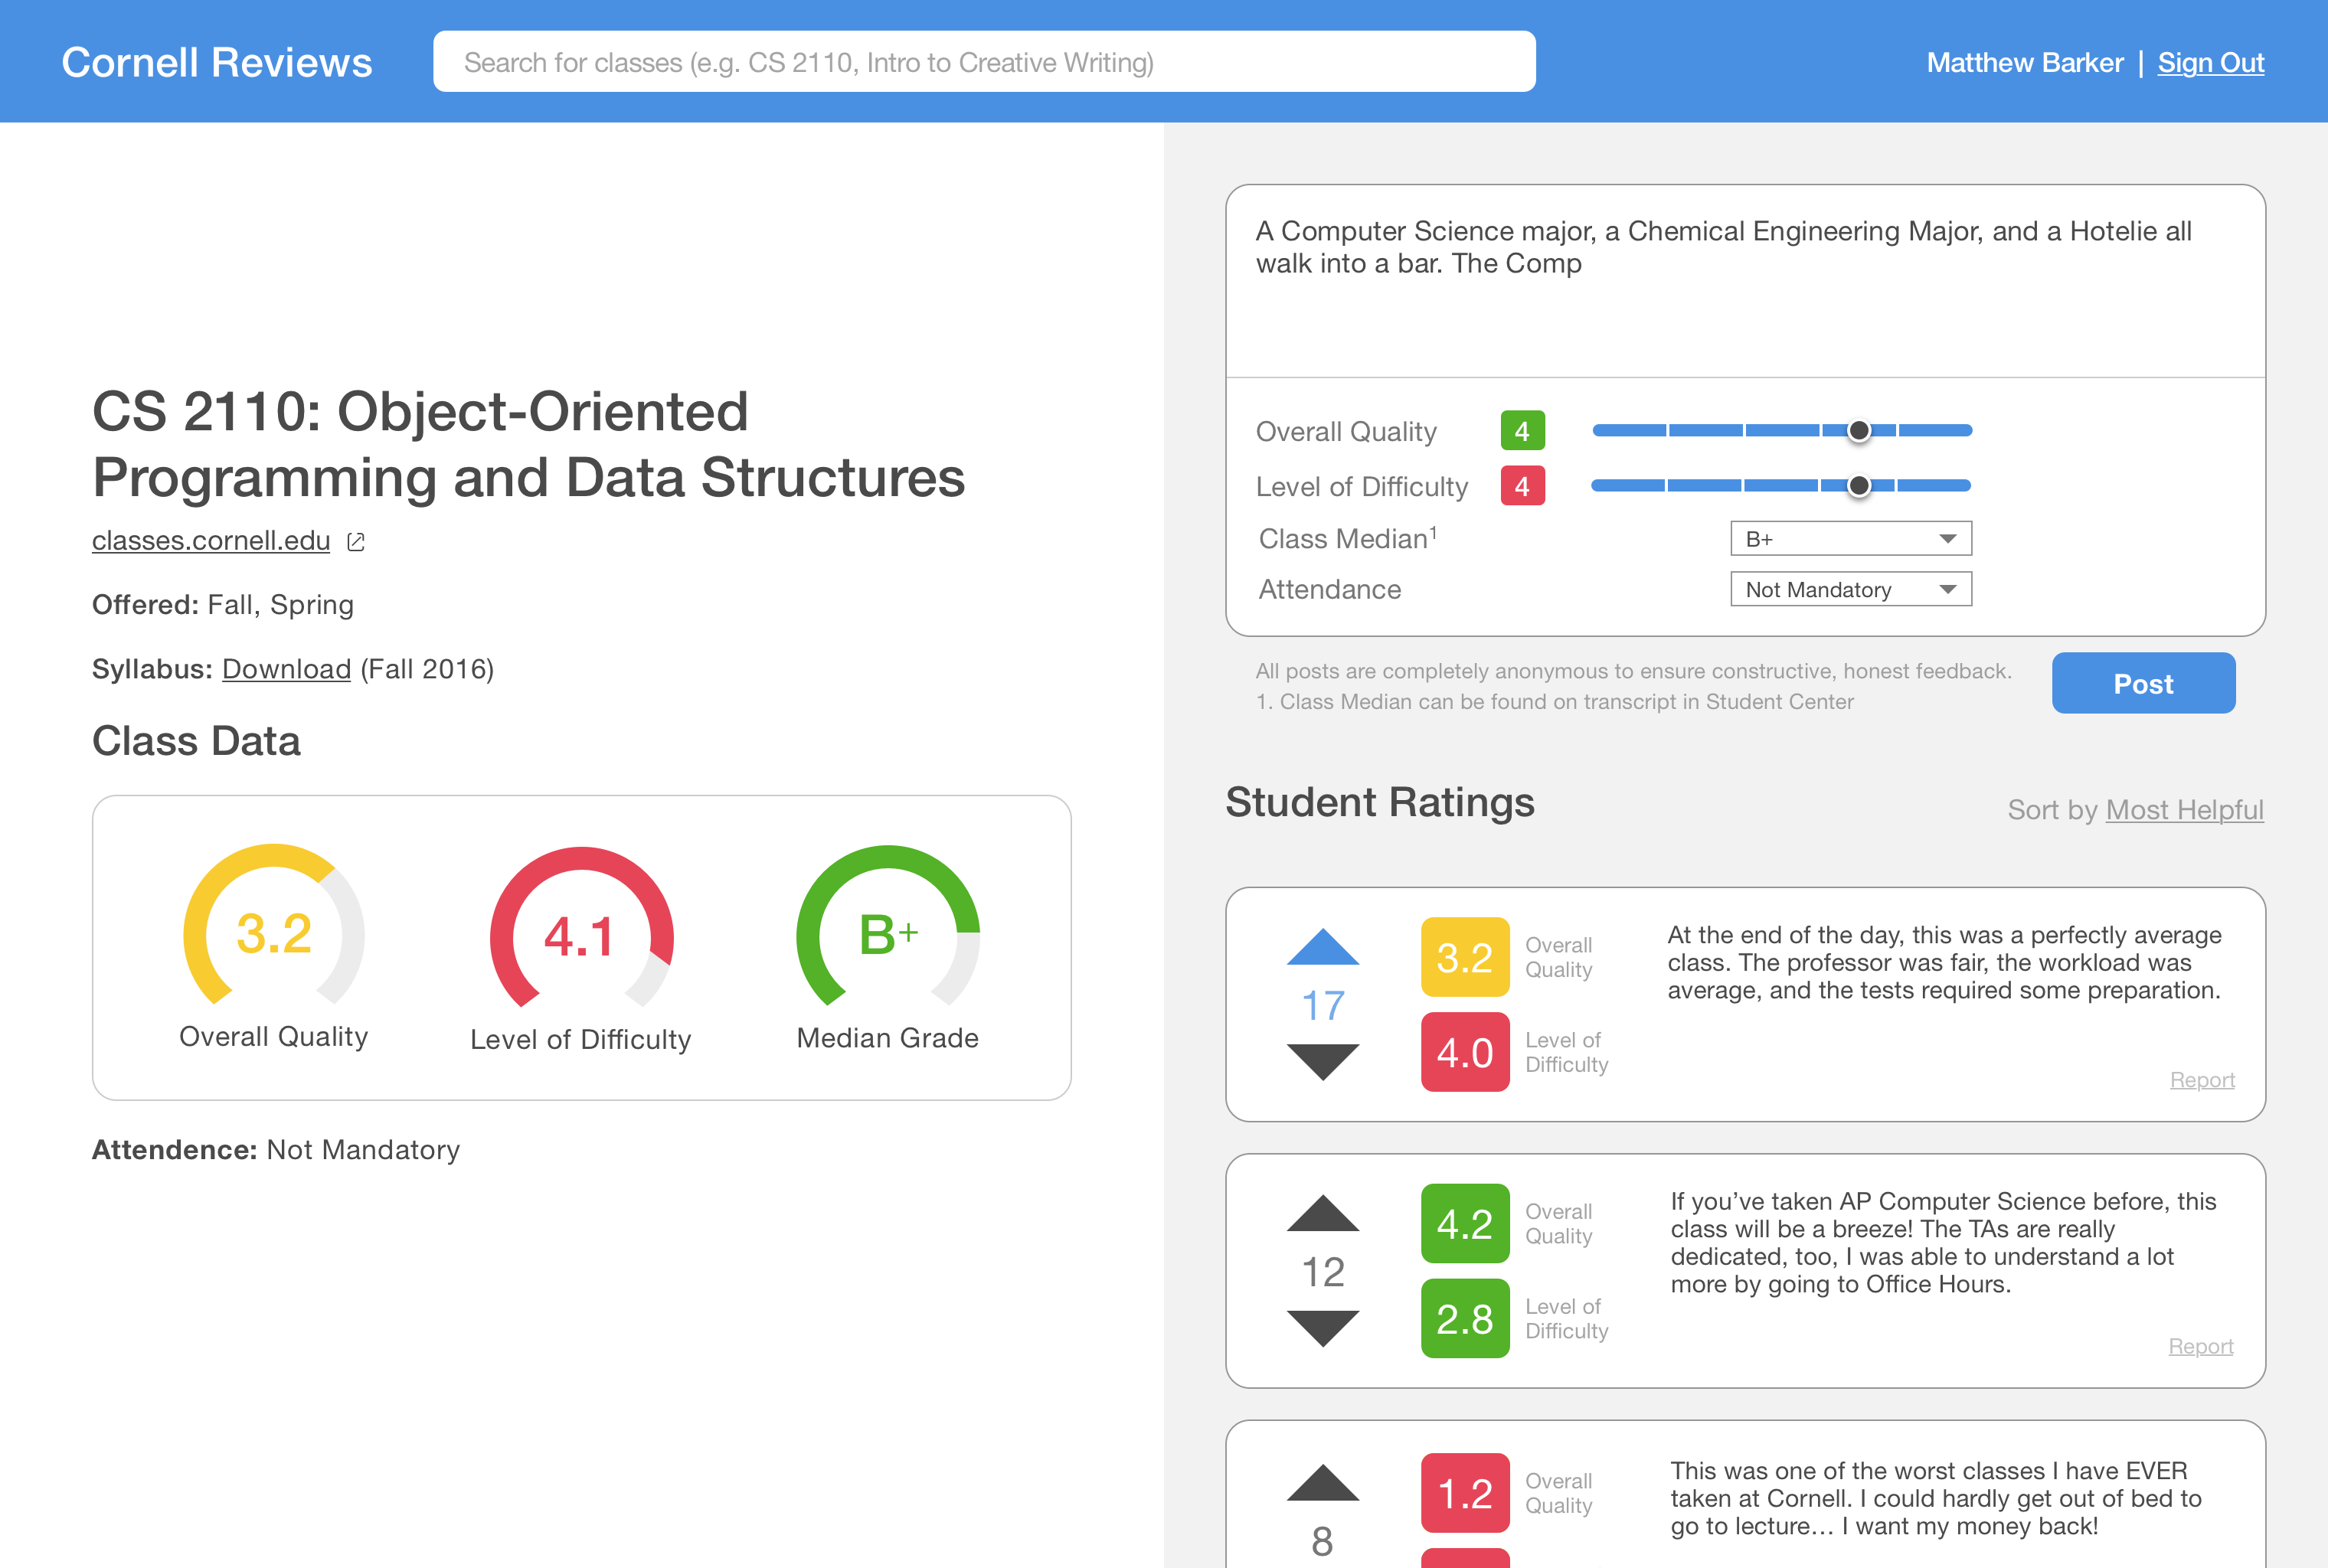 Cornell Reviews
Search for classes (e.g. CS 2110, Intro to Creative Writing)
Matthew Barker | Sign Out
CS 2110: Object-Oriented
Programming and Data Structures
classes.cornell.edu
Offered: Fall, Spring
Syllabus: Download (Fall 2016)
Class Data
3.2
Overall Quality
4.1
Level of Difficulty
B+
Median Grade
Attendence: Not Mandatory
A Computer Science major, a Chemical Engineering Major, and a Hotelie all
walk into a bar. The Comp
Overall Quality 4
Level of Difficulty 4
Class Median1 B+
Attendance Not Mandatory
All posts are completely anonymous to ensure constructive, honest feedback.
1. Class Median can be found on transcript in Student Center
Post
Student Ratings
Sort by Most Helpful
17
3.2
Overall
Quality
4.0
Level of
Difficulty
At the end of the day, this was a perfectly average
class. The professor was fair, the workload was
average, and the tests required some preparation.
Report
12
4.2
Overall
Quality
2.8
Level of
Difficulty
If you’ve taken AP Computer Science before, this
class will be a breeze! The TAs are really
dedicated, too, I was able to understand a lot
more by going to Office Hours.
Report
8
1.2
Overall
Quality
This was one of the worst classes I have EVER
taken at Cornell. I could hardly get out of bed to
go to lecture… I want my money back!